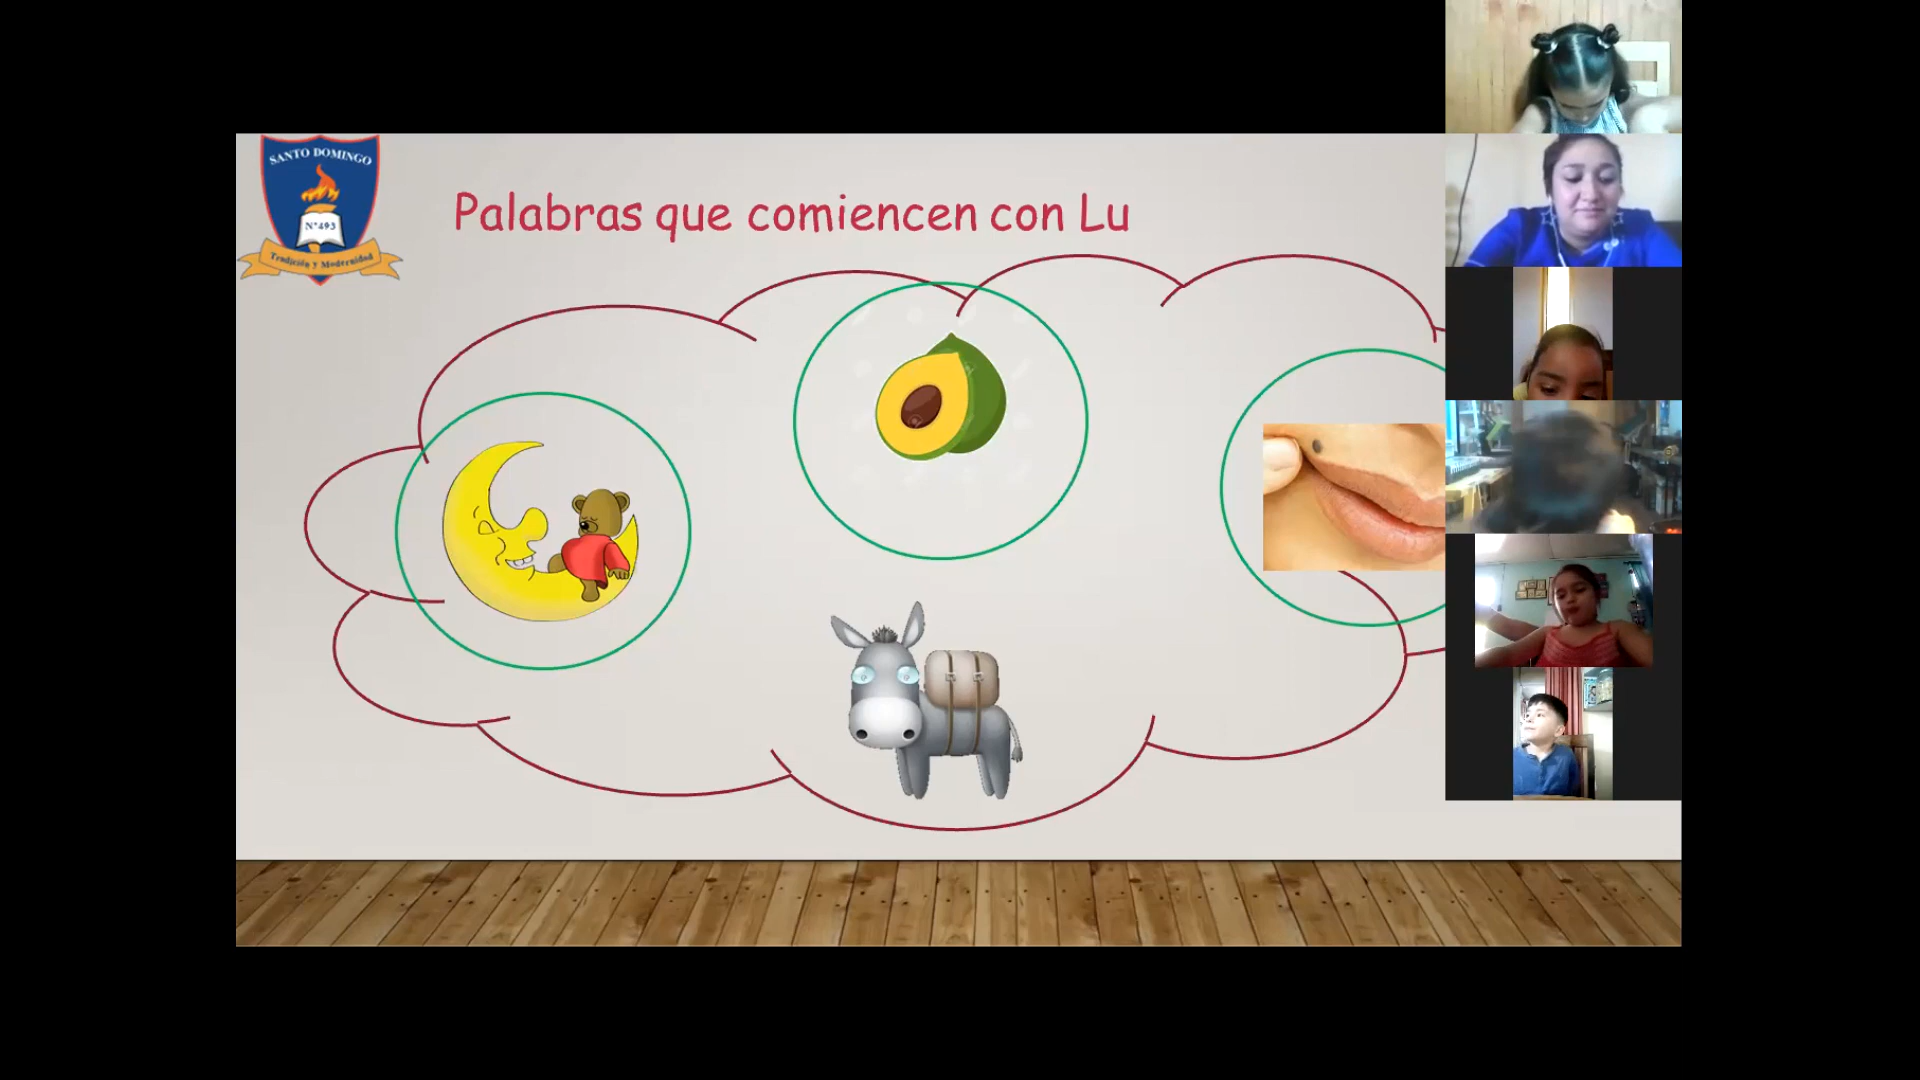 SANTO DOMINGO
N°493
Tradición y Modernidad
Palabras que comiencen con Lu